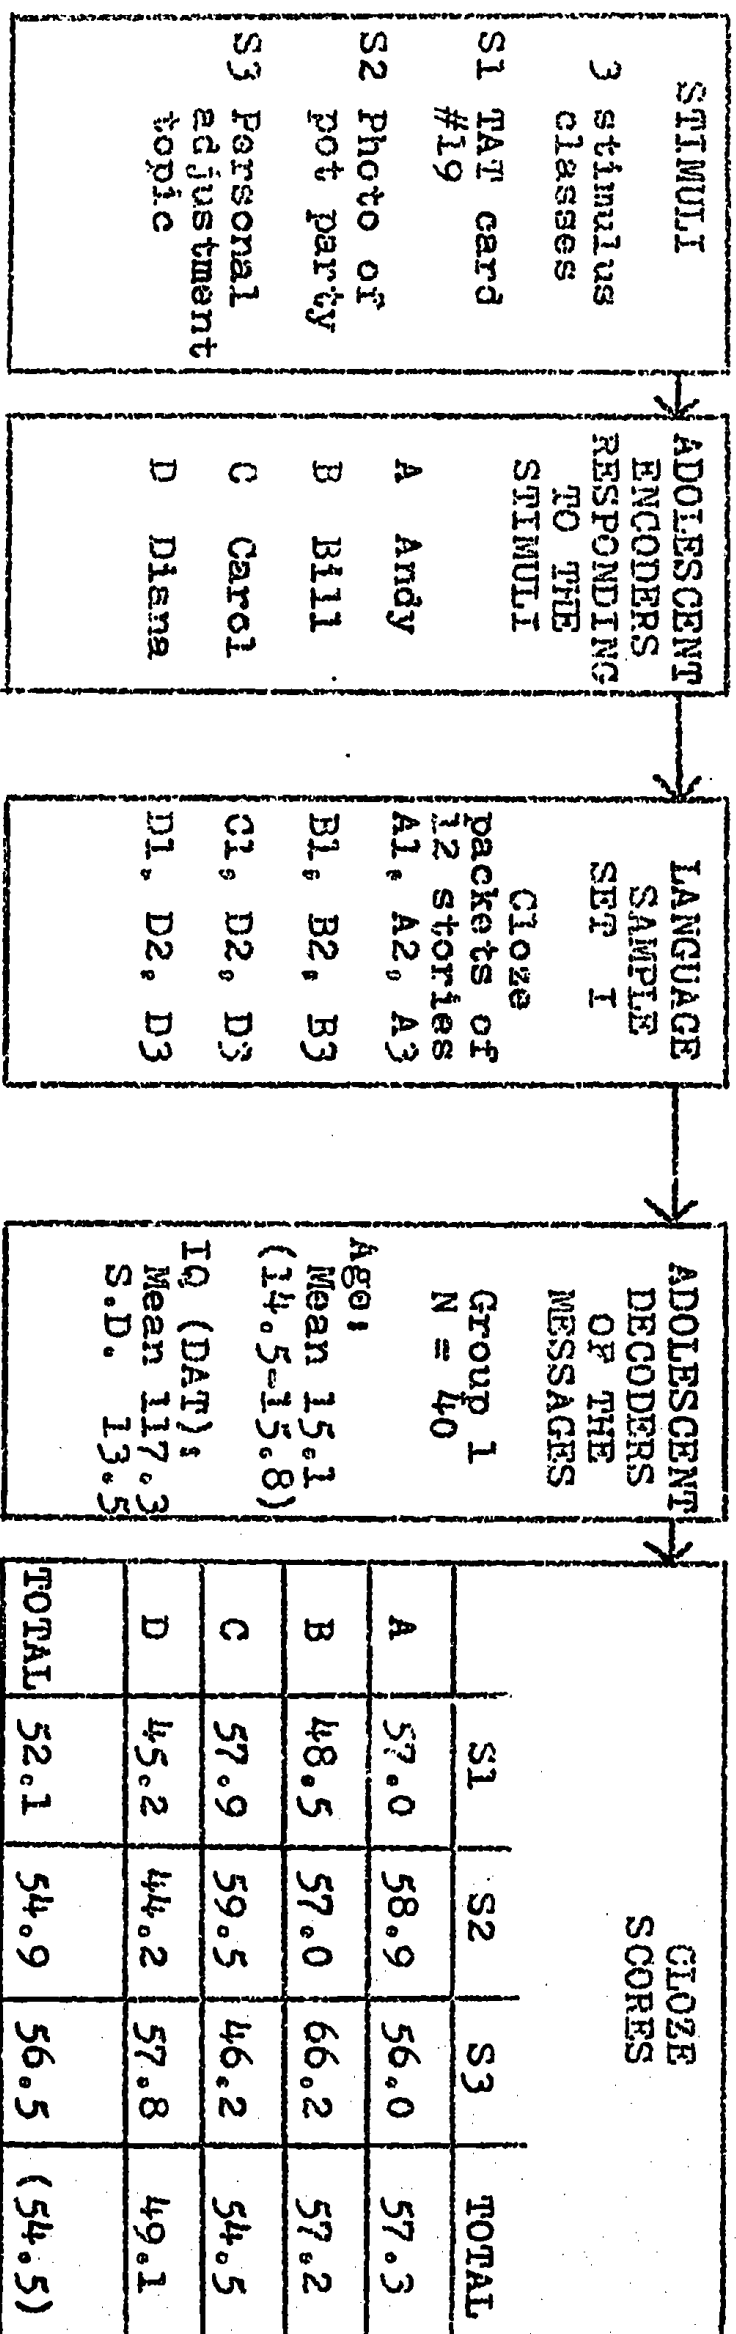 STIMULI
3 stimulus
classes
S1 TAT card
#19
S2 Photo of
pot party
S3 Personal
adjustment
topic
ADOLESCENT
ENCODERS
RESPONDING
TO THE
STIMULI
A Andy
B Bill
C Carol
D Diana
LANGUAGE
SAMPLE
SET I
Cloze
packets of
12 stories
A1, A2, A3
B1, B2, B3
C1, D2, D3
D1, D2, D3
ADOLESCENT
DECODERS
OF THE
MESSAGES
Group 1
N = 40
Age:
Mean 15.1
(14.5-15.8)
IQ (DAT):
Mean 117.3
S.D. 13.5
CLOZE
SCORES
S1 S2 S3 TOTAL
A 57.0 58.9 56.0 57.3
B 48.5 57.0 66.2 57.2
C 57.9 59.5 46.2 54.5
D 45.2 44.2 57.8 49.1
TOTAL 52.1 54.9 56.5 (54.5)